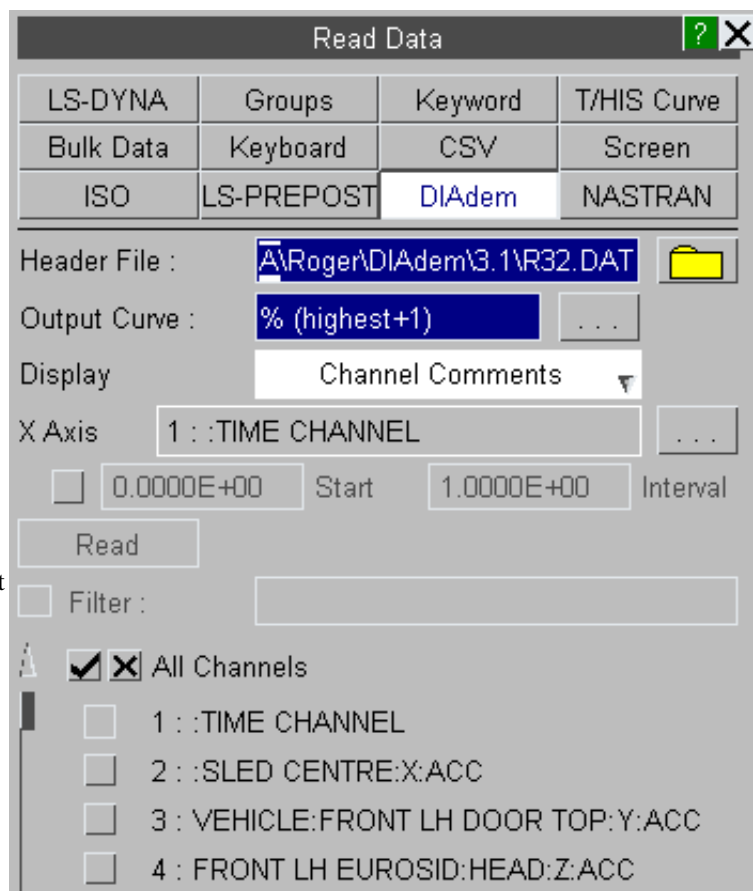 Read Data ?
LS-DYNA Groups Keyword T/HIS Curve
Bulk Data Keyboard CSV Screen
ISO LS-PREPOST DIAdem NASTRAN
Header File : A\Roger\DIAdem\3.1\R32.DAT
Output Curve : % (highest+1) ...
Display Channel Comments
X Axis 1 : :TIME CHANNEL ...
0.0000E+00 Start 1.0000E+00 Interval
Read
t
Filter :
All Channels
1 : :TIME CHANNEL
2 : :SLED CENTRE:X:ACC
3 : VEHICLE:FRONT LH DOOR TOP:Y:ACC
4 : FRONT LH EUROSID:HEAD:Z:ACC